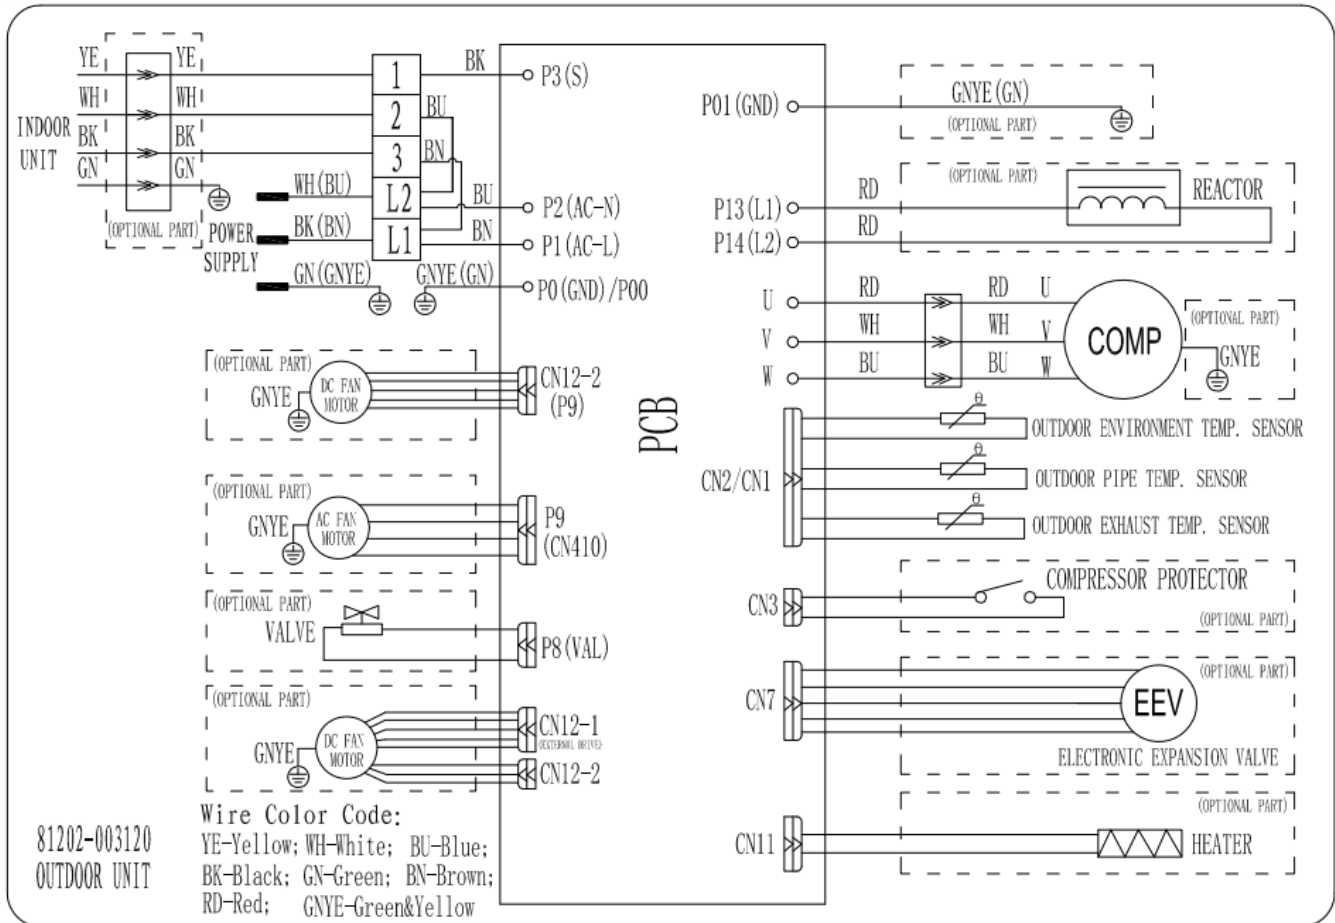 YE
YE
WH
WH
INDOOR
UNIT
BK
BK
GN
GN
(OPTIONAL PART)
1
2
3
L2
L1
BK
BU
BN
BU
BN
POWER
SUPPLY
WH(BU)
BK(BN)
GN(GNYE)
GNYE(GN)
P3(S)
P2(AC-N)
P1(AC-L)
P0(GND)/P00
(OPTIONAL PART)
GNYE
DC FAN
MOTOR
CN12-2
(P9)
(OPTIONAL PART)
GNYE
AC FAN
MOTOR
P9
(CN410)
(OPTIONAL PART)
VALVE
P8(VAL)
(OPTIONAL PART)
GNYE
DC FAN
MOTOR
CN12-1
(EXTERNAL DRIVE)
CN12-2
PCB
P01(GND)
GNYE(GN)
(OPTIONAL PART)
P13(L1)
P14(L2)
RD
RD
(OPTIONAL PART)
REACTOR
U
V
W
RD
WH
BU
RD
WH
BU
U
V
W
COMP
(OPTIONAL PART)
GNYE
CN2/CN1
θ
OUTDOOR ENVIRONMENT TEMP. SENSOR
θ
OUTDOOR PIPE TEMP. SENSOR
θ
OUTDOOR EXHAUST TEMP. SENSOR
CN3
COMPRESSOR PROTECTOR
(OPTIONAL PART)
CN7
(OPTIONAL PART)
EEV
ELECTRONIC EXPANSION VALVE
CN11
(OPTIONAL PART)
HEATER
81202-003120
OUTDOOR UNIT
Wire Color Code:
YE-Yellow; WH-White; BU-Blue;
BK-Black; GN-Green; BN-Brown;
RD-Red; GNYE-Green&Yellow